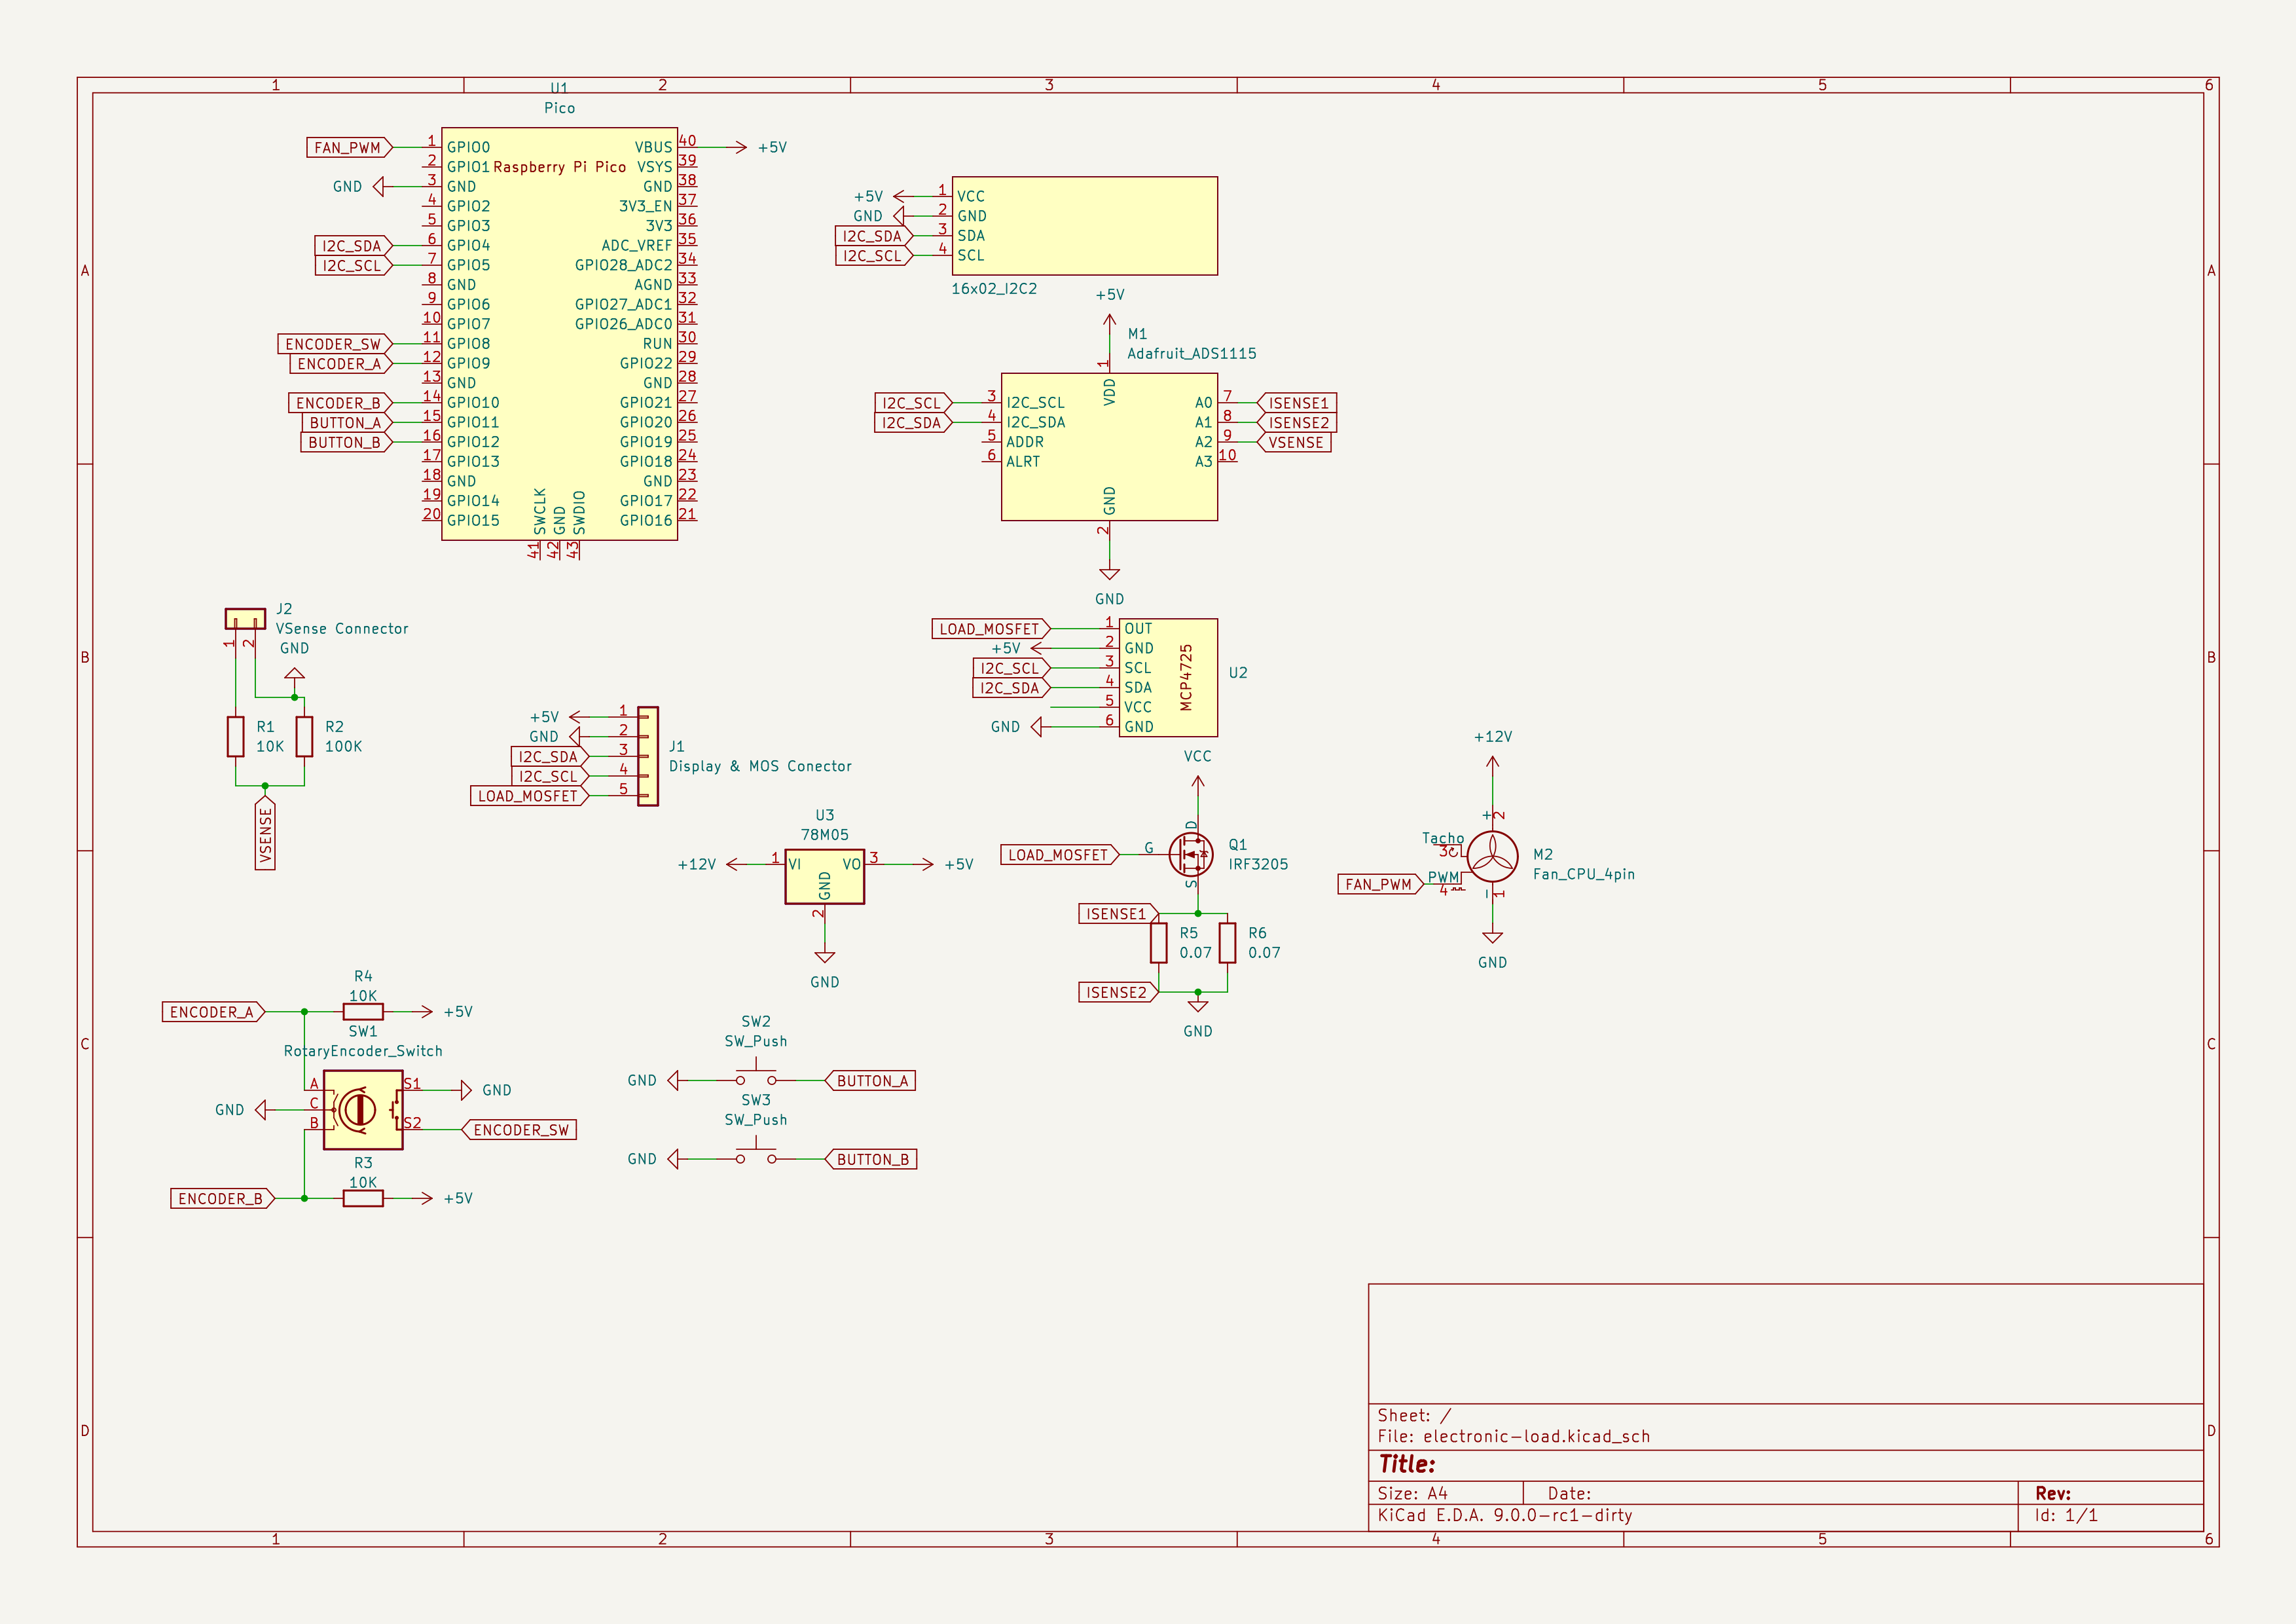 1 2 3 4 5 6
A
B
C
D
A
B
C
D
U1
Pico
Raspberry Pi Pico
FAN_PWM 1 GPIO0
2 GPIO1
GND 3 GND
4 GPIO2
5 GPIO3
I2C_SDA 6 GPIO4
I2C_SCL 7 GPIO5
8 GND
9 GPIO6
10 GPIO7
ENCODER_SW 11 GPIO8
ENCODER_A 12 GPIO9
13 GND
ENCODER_B 14 GPIO10
BUTTON_A 15 GPIO11
BUTTON_B 16 GPIO12
17 GPIO13
18 GND
19 GPIO14
20 GPIO15
VBUS 40 +5V
VSYS 39
GND 38
3V3_EN 37
3V3 36
ADC_VREF 35
GPIO28_ADC2 34
AGND 33
GPIO27_ADC1 32
GPIO26_ADC0 31
RUN 30
GPIO22 29
GND 28
GPIO21 27
GPIO20 26
GPIO19 25
GPIO18 24
GND 23
GPIO17 22
GPIO16 21
SWCLK 41
GND 42
SWDIO 43
+5V 1 VCC
GND 2 GND
I2C_SDA 3 SDA
I2C_SCL 4 SCL
16x02_I2C2
+5V
M1
Adafruit_ADS1115
1 VDD
I2C_SCL 3 I2C_SCL
I2C_SDA 4 I2C_SDA
5 ADDR
6 ALRT
A0 7 ISENSE1
A1 8 ISENSE2
A2 9 VSENSE
A3 10
GND 2
GND
J2
VSense Connector
1 2
GND
R1
10K
R2
100K
VSENSE
+5V 1
GND 2
I2C_SDA 3
I2C_SCL 4
LOAD_MOSFET 5
J1
Display & MOS Conector
LOAD_MOSFET 1 OUT
+5V 2 GND
I2C_SCL 3 SCL
I2C_SDA 4 SDA
5 VCC
GND 6 GND
MCP4725
U2
U3
78M05
+12V 1 VI
VO 3 +5V
GND 2
GND
VCC
D
LOAD_MOSFET G
S
Q1
IRF3205
ISENSE1
R5
0.07
R6
0.07
ISENSE2
GND
+12V
+ 2
Tacho
3
PWM
FAN_PWM 4
- 1
M2
Fan_CPU_4pin
GND
R4
10K
ENCODER_A
+5V
SW1
RotaryEncoder_Switch
A
C
B
S1
S2
GND
GND
ENCODER_SW
R3
10K
ENCODER_B
+5V
SW2
SW_Push
GND
BUTTON_A
SW3
SW_Push
GND
BUTTON_B
Sheet: /
File: electronic-load.kicad_sch
Title:
Size: A4 Date: Rev:
KiCad E.D.A. 9.0.0-rc1-dirty Id: 1/1
1 2 3 4 5 6